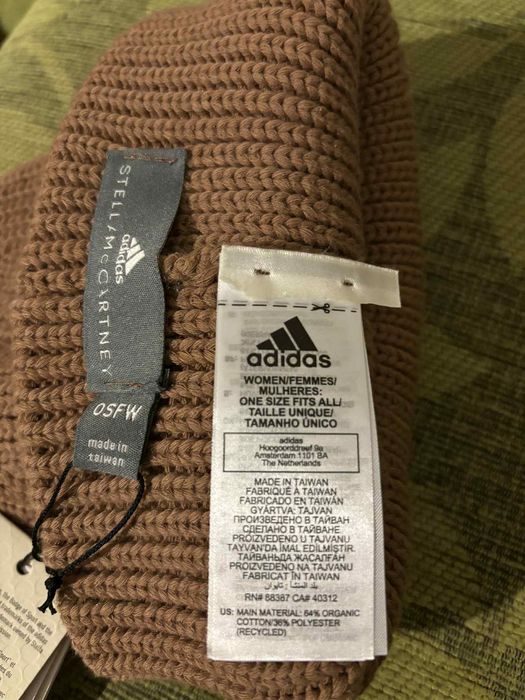 adidas
STELLA McCARTNEY
OSFW
made in
taiwan
adidas
WOMEN/FEMMES/
MULHERES:
ONE SIZE FITS ALL/
TAILLE UNIQUE/
TAMANHO ÚNICO
adidas
Hoogoorddreef 9a
Amsterdam 1101 BA
The Netherlands
MADE IN TAIWAN
FABRIQUÉ À TAIWAN
FABRICADO EN TAIWÁN
GYÁRTVA: TAJVAN
ПРОИЗВЕДЕНО В ТАЙВАН
СДЕЛАНО В ТАЙВАНЕ
PROIZVEDENO U TAJVANU
TAYVAN'DA İMAL EDİLMİŞTİR.
ТАЙВАНЬДА ЖАСАЛҒАН
PROIZVEDENO NA TAJVANU
FABRICAT ÎN TAIWAN
بلد المنشأ : تايوان
RN# 88387 CA# 40312
US: MAIN MATERIAL: 64% ORGANIC
COTTON/36% POLYESTER
(RECYCLED)